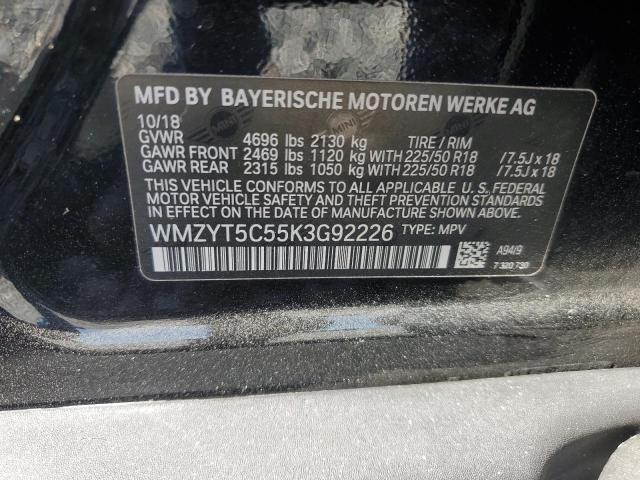 MFD BY BAYERISCHE MOTOREN WERKE AG
10/18
GVWR 4696 lbs 2130 kg TIRE / RIM
GAWR FRONT 2469 lbs 1120 kg WITH 225/50 R18 / 7.5J x 18
GAWR REAR 2315 lbs 1050 kg WITH 225/50 R18 / 7.5J x 18
THIS VEHICLE CONFORMS TO ALL APPLICABLE U. S. FEDERAL
MOTOR VEHICLE SAFETY AND THEFT PREVENTION STANDARDS
IN EFFECT ON THE DATE OF MANUFACTURE SHOWN ABOVE.
WMZYT5C55K3G92226 TYPE: MPV
A94/9
7 320 730